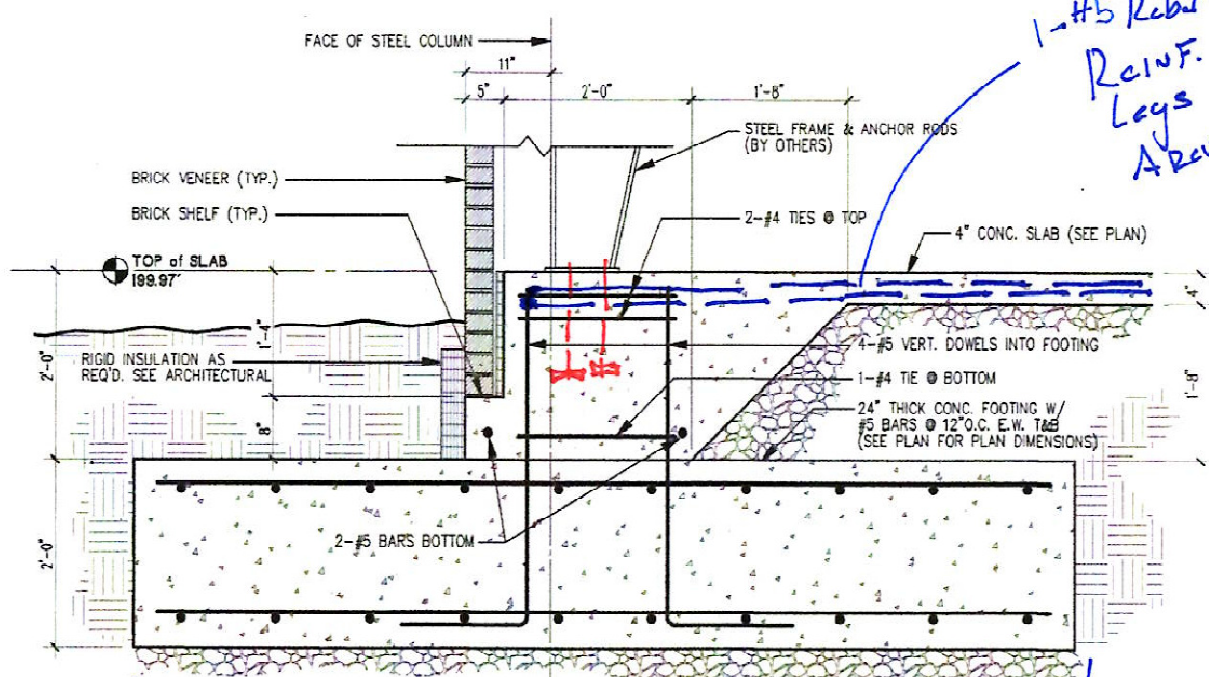 1-#5 Rebar
REINF.
Legs
FACE OF STEEL COLUMN
11"
5"
2'-0"
1'-8"
STEEL FRAME & ANCHOR RODS
(BY OTHERS)
BRICK VENEER (TYP.)
BRICK SHELF (TYP.)
2-#4 TIES @ TOP
4" CONC. SLAB (SEE PLAN)
TOP of SLAB
199.97'
4"
1'-4"
2'-0"
RIGID INSULATION AS
REQ'D. SEE ARCHITECTURAL
4-#5 VERT. DOWELS INTO FOOTING
1-#4 TIE @ BOTTOM
1'-8"
24" THICK CONC. FOOTING W/
#5 BARS @ 12"O.C. E.W. T&B
(SEE PLAN FOR PLAN DIMENSIONS)
8"
2-#5 BARS BOTTOM
2'-0"